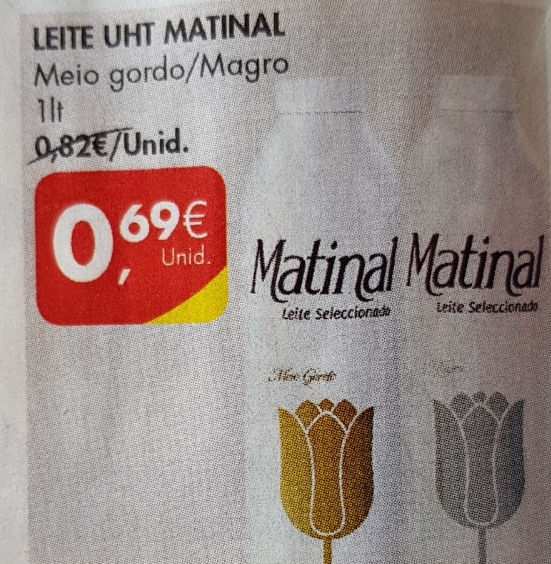 LEITE UHT MATINAL
Meio gordo/Magro
1lt
0,82€/Unid.
0,69€
Unid.
Matinal Matinal
Leite Seleccionado Leite Seleccionado
Meio Gordo Magro